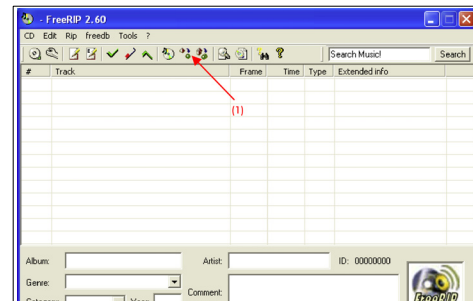 - FreeRIP 2.60
CD Edit Rip freedb Tools ?
Search Music! Search
# Track Frame Time Type Extended info
(1)
Album: Artist: ID: 00000000
Genre:
Comment:
FreeRIP